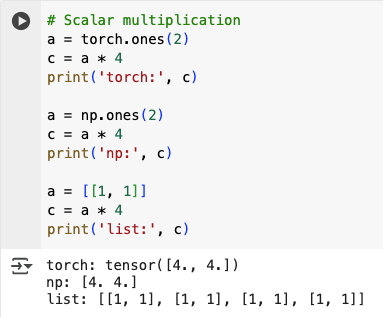 # Scalar multiplication
a = torch.ones(2)
c = a * 4
print('torch:', c)
a = np.ones(2)
c = a * 4
print('np:', c)
a = [[1, 1]]
c = a * 4
print('list:', c)
torch: tensor([4., 4.])
np: [4. 4.]
list: [[1, 1], [1, 1], [1, 1], [1, 1]]